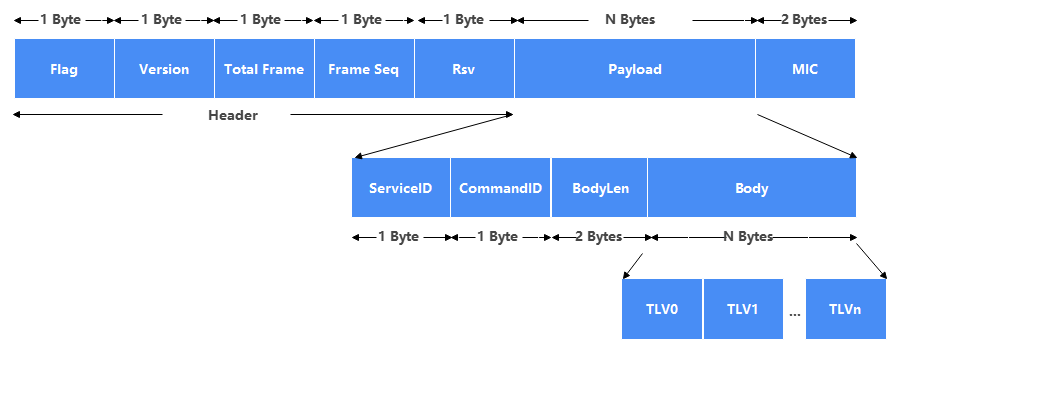 1 Byte 1 Byte 1 Byte 1 Byte 1 Byte N Bytes 2 Bytes
Flag Version Total Frame Frame Seq Rsv Payload MIC
Header
ServiceID CommandID BodyLen Body
1 Byte 1 Byte 2 Bytes N Bytes
TLV0 TLV1 ... TLVn